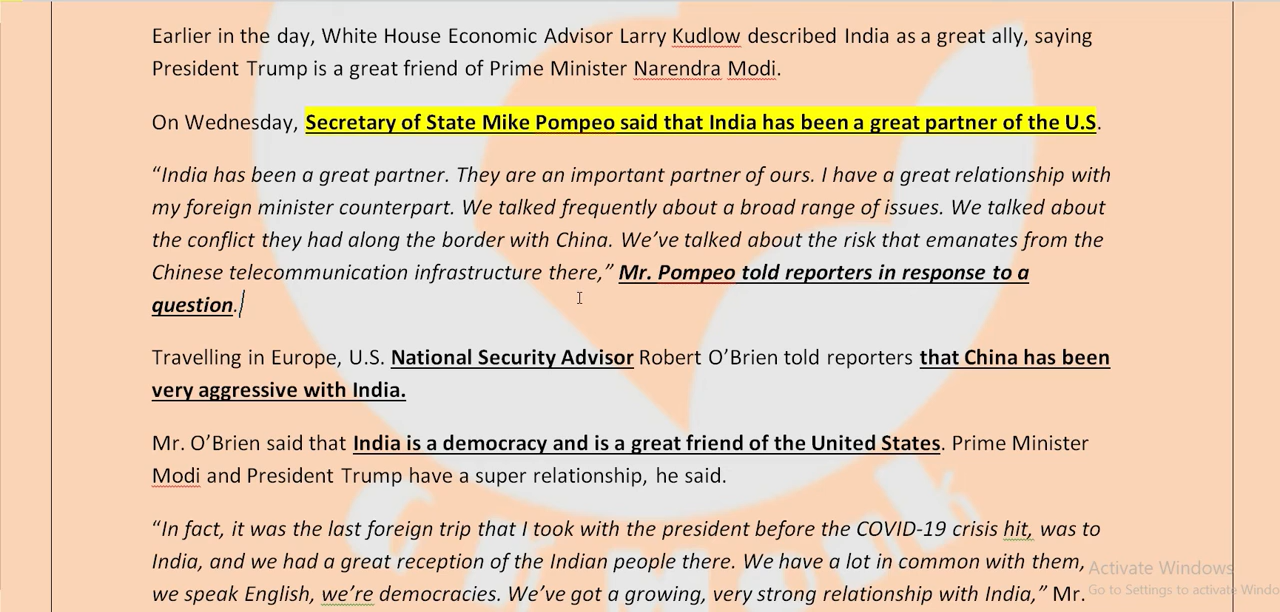 Earlier in the day, White House Economic Advisor Larry Kudlow described India as a great ally, saying
President Trump is a great friend of Prime Minister Narendra Modi.
On Wednesday, Secretary of State Mike Pompeo said that India has been a great partner of the U.S.
“India has been a great partner. They are an important partner of ours. I have a great relationship with
my foreign minister counterpart. We talked frequently about a broad range of issues. We talked about
the conflict they had along the border with China. We’ve talked about the risk that emanates from the
Chinese telecommunication infrastructure there,” Mr. Pompeo told reporters in response to a
question.
Travelling in Europe, U.S. National Security Advisor Robert O’Brien told reporters that China has been
very aggressive with India.
Mr. O’Brien said that India is a democracy and is a great friend of the United States. Prime Minister
Modi and President Trump have a super relationship, he said.
“In fact, it was the last foreign trip that I took with the president before the COVID-19 crisis hit, was to
India, and we had a great reception of the Indian people there. We have a lot in common with them,
Activate Windows
we speak English, we’re democracies. We’ve got a growing, very strong relationship with India,” Mr.
Go to Settings to activate Windo